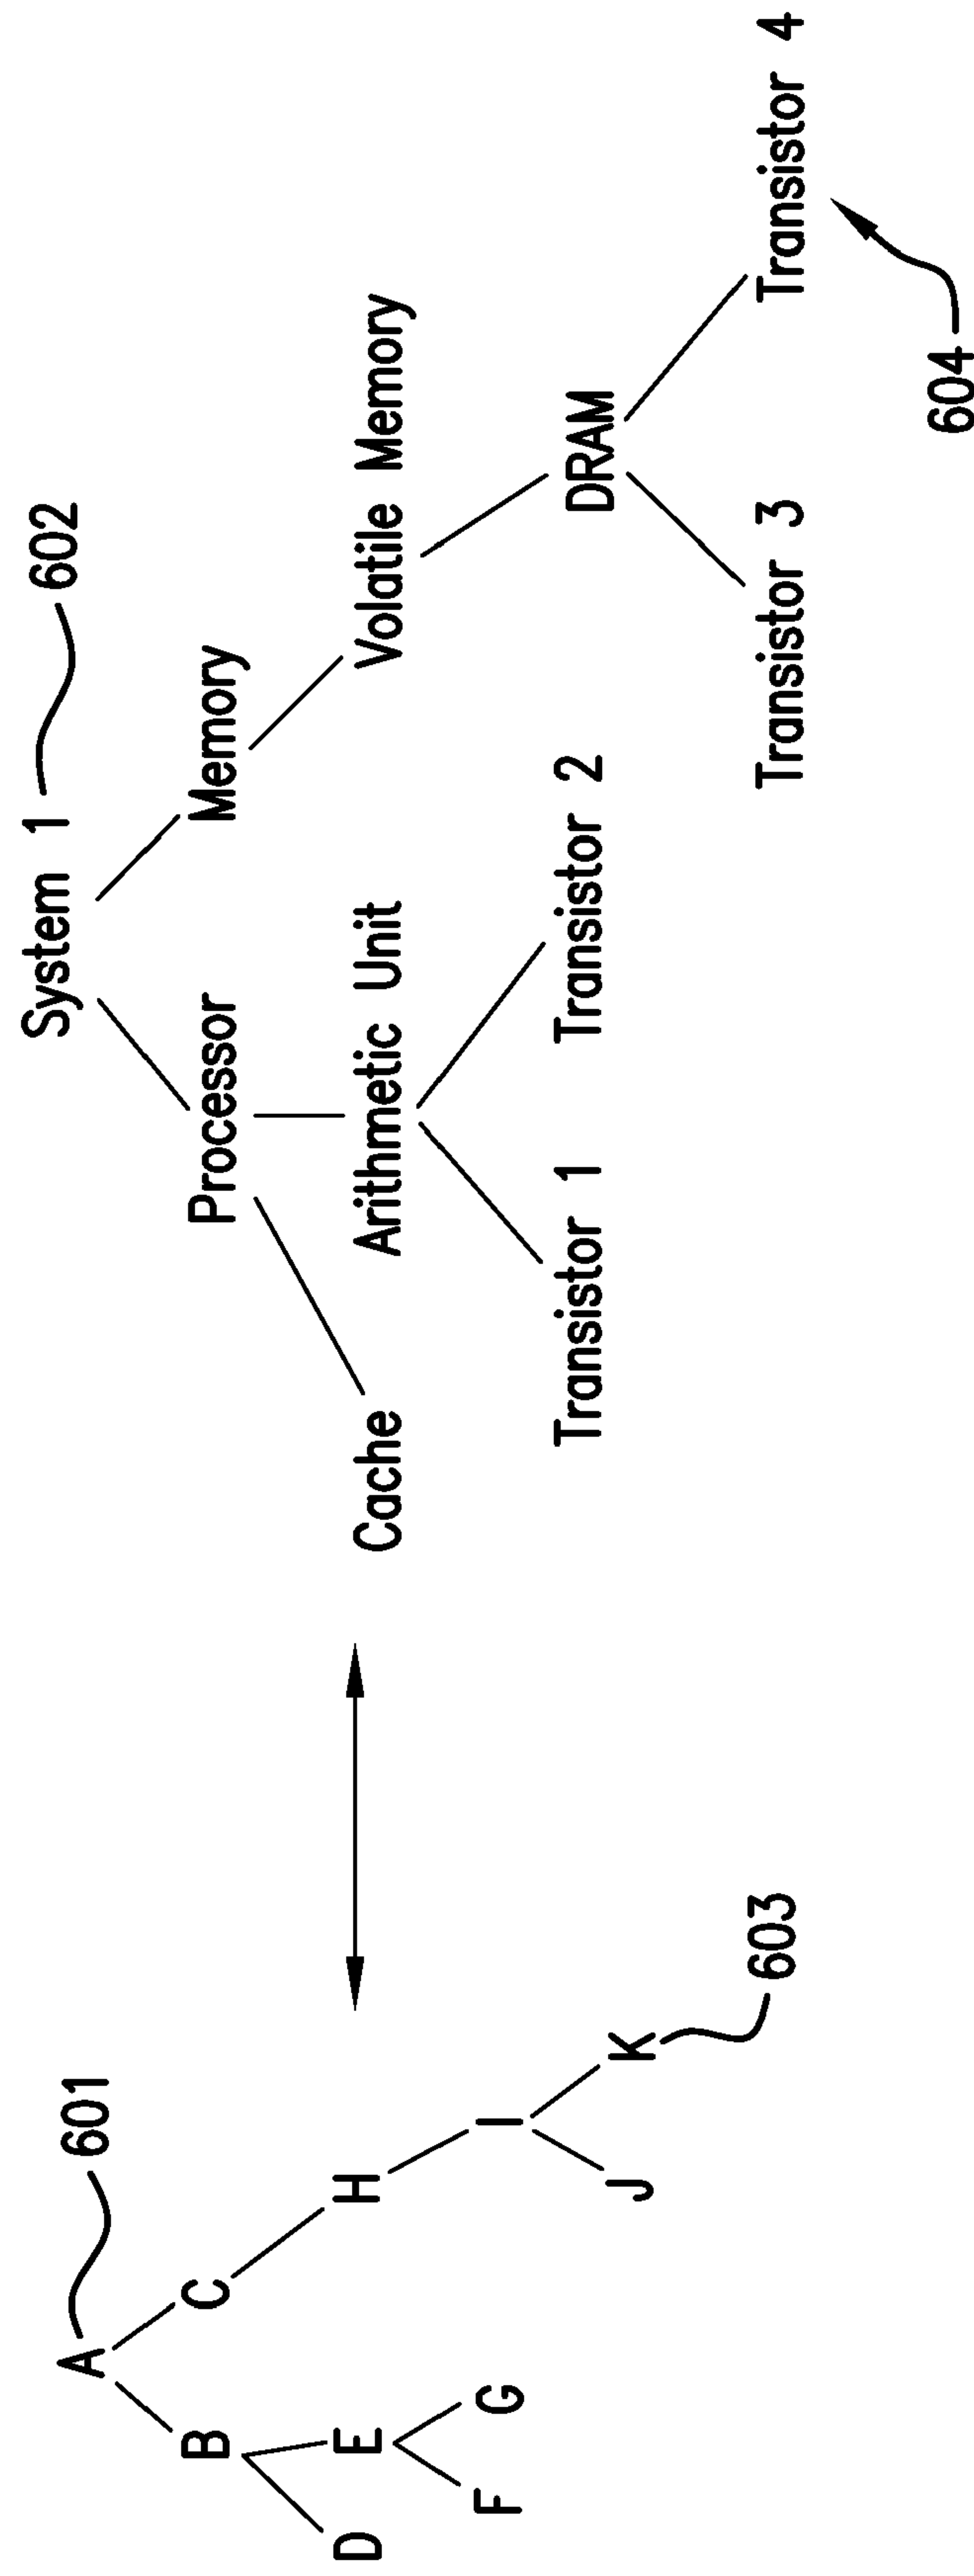 A
601
B
C
D
E
H
F
G
I
J
K
603
System 1
602
Processor
Memory
Cache
Arithmetic Unit
Volatile Memory
Transistor 1
Transistor 2
DRAM
Transistor 3
Transistor 4
604